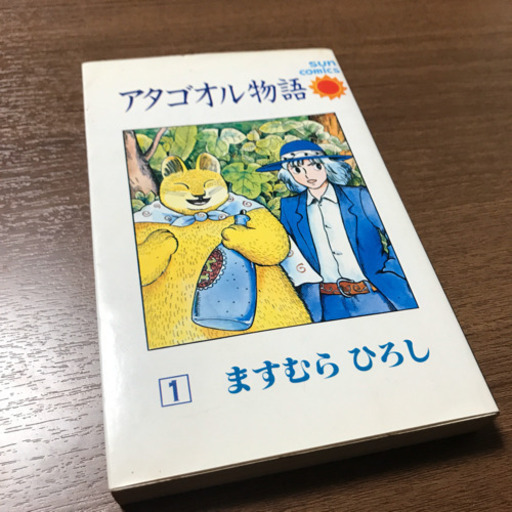 sun
comics
アタゴオル物語
1
ますむら ひろし